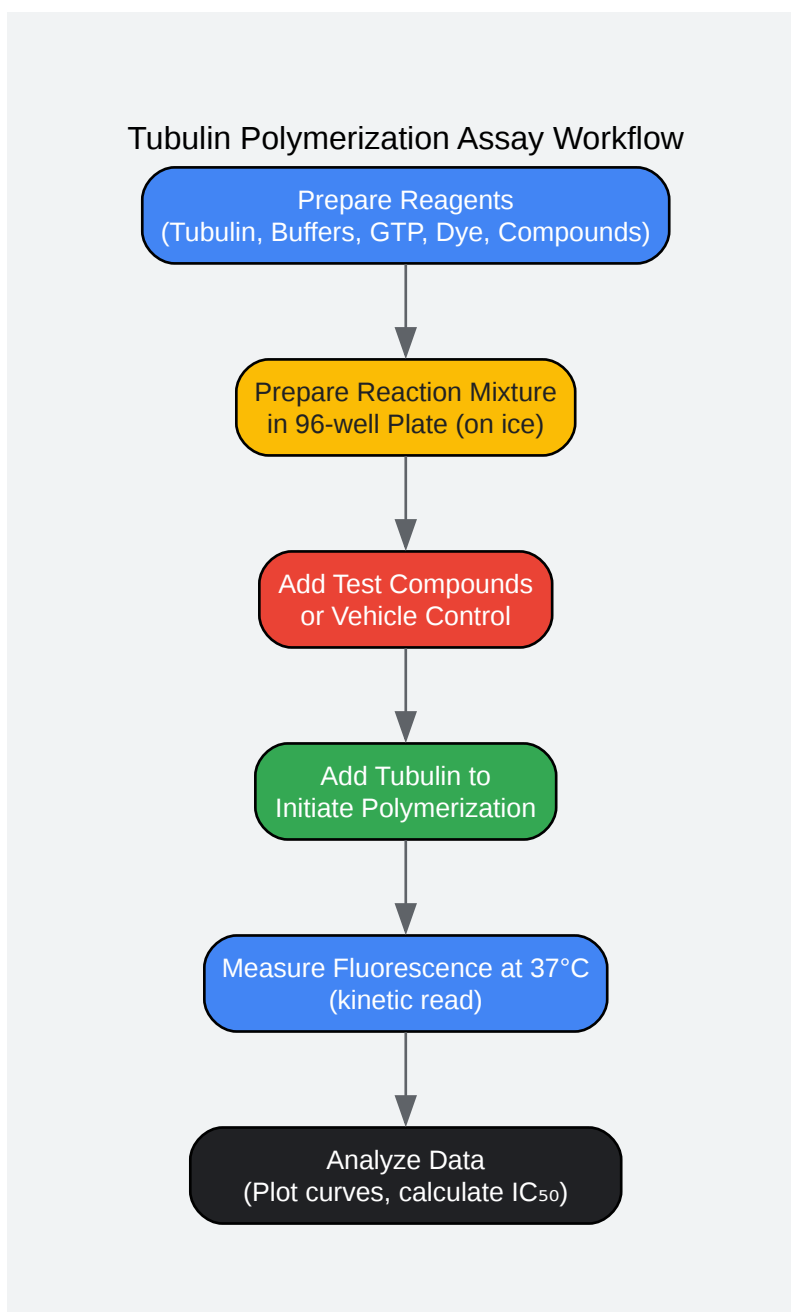 Tubulin Polymerization Assay Workflow
Prepare Reagents
(Tubulin, Buffers, GTP, Dye, Compounds)
Prepare Reaction Mixture
in 96-well Plate (on ice)
Add Test Compounds
or Vehicle Control
Add Tubulin to
Initiate Polymerization
Measure Fluorescence at 37°C
(kinetic read)
Analyze Data
(Plot curves, calculate IC₅₀)